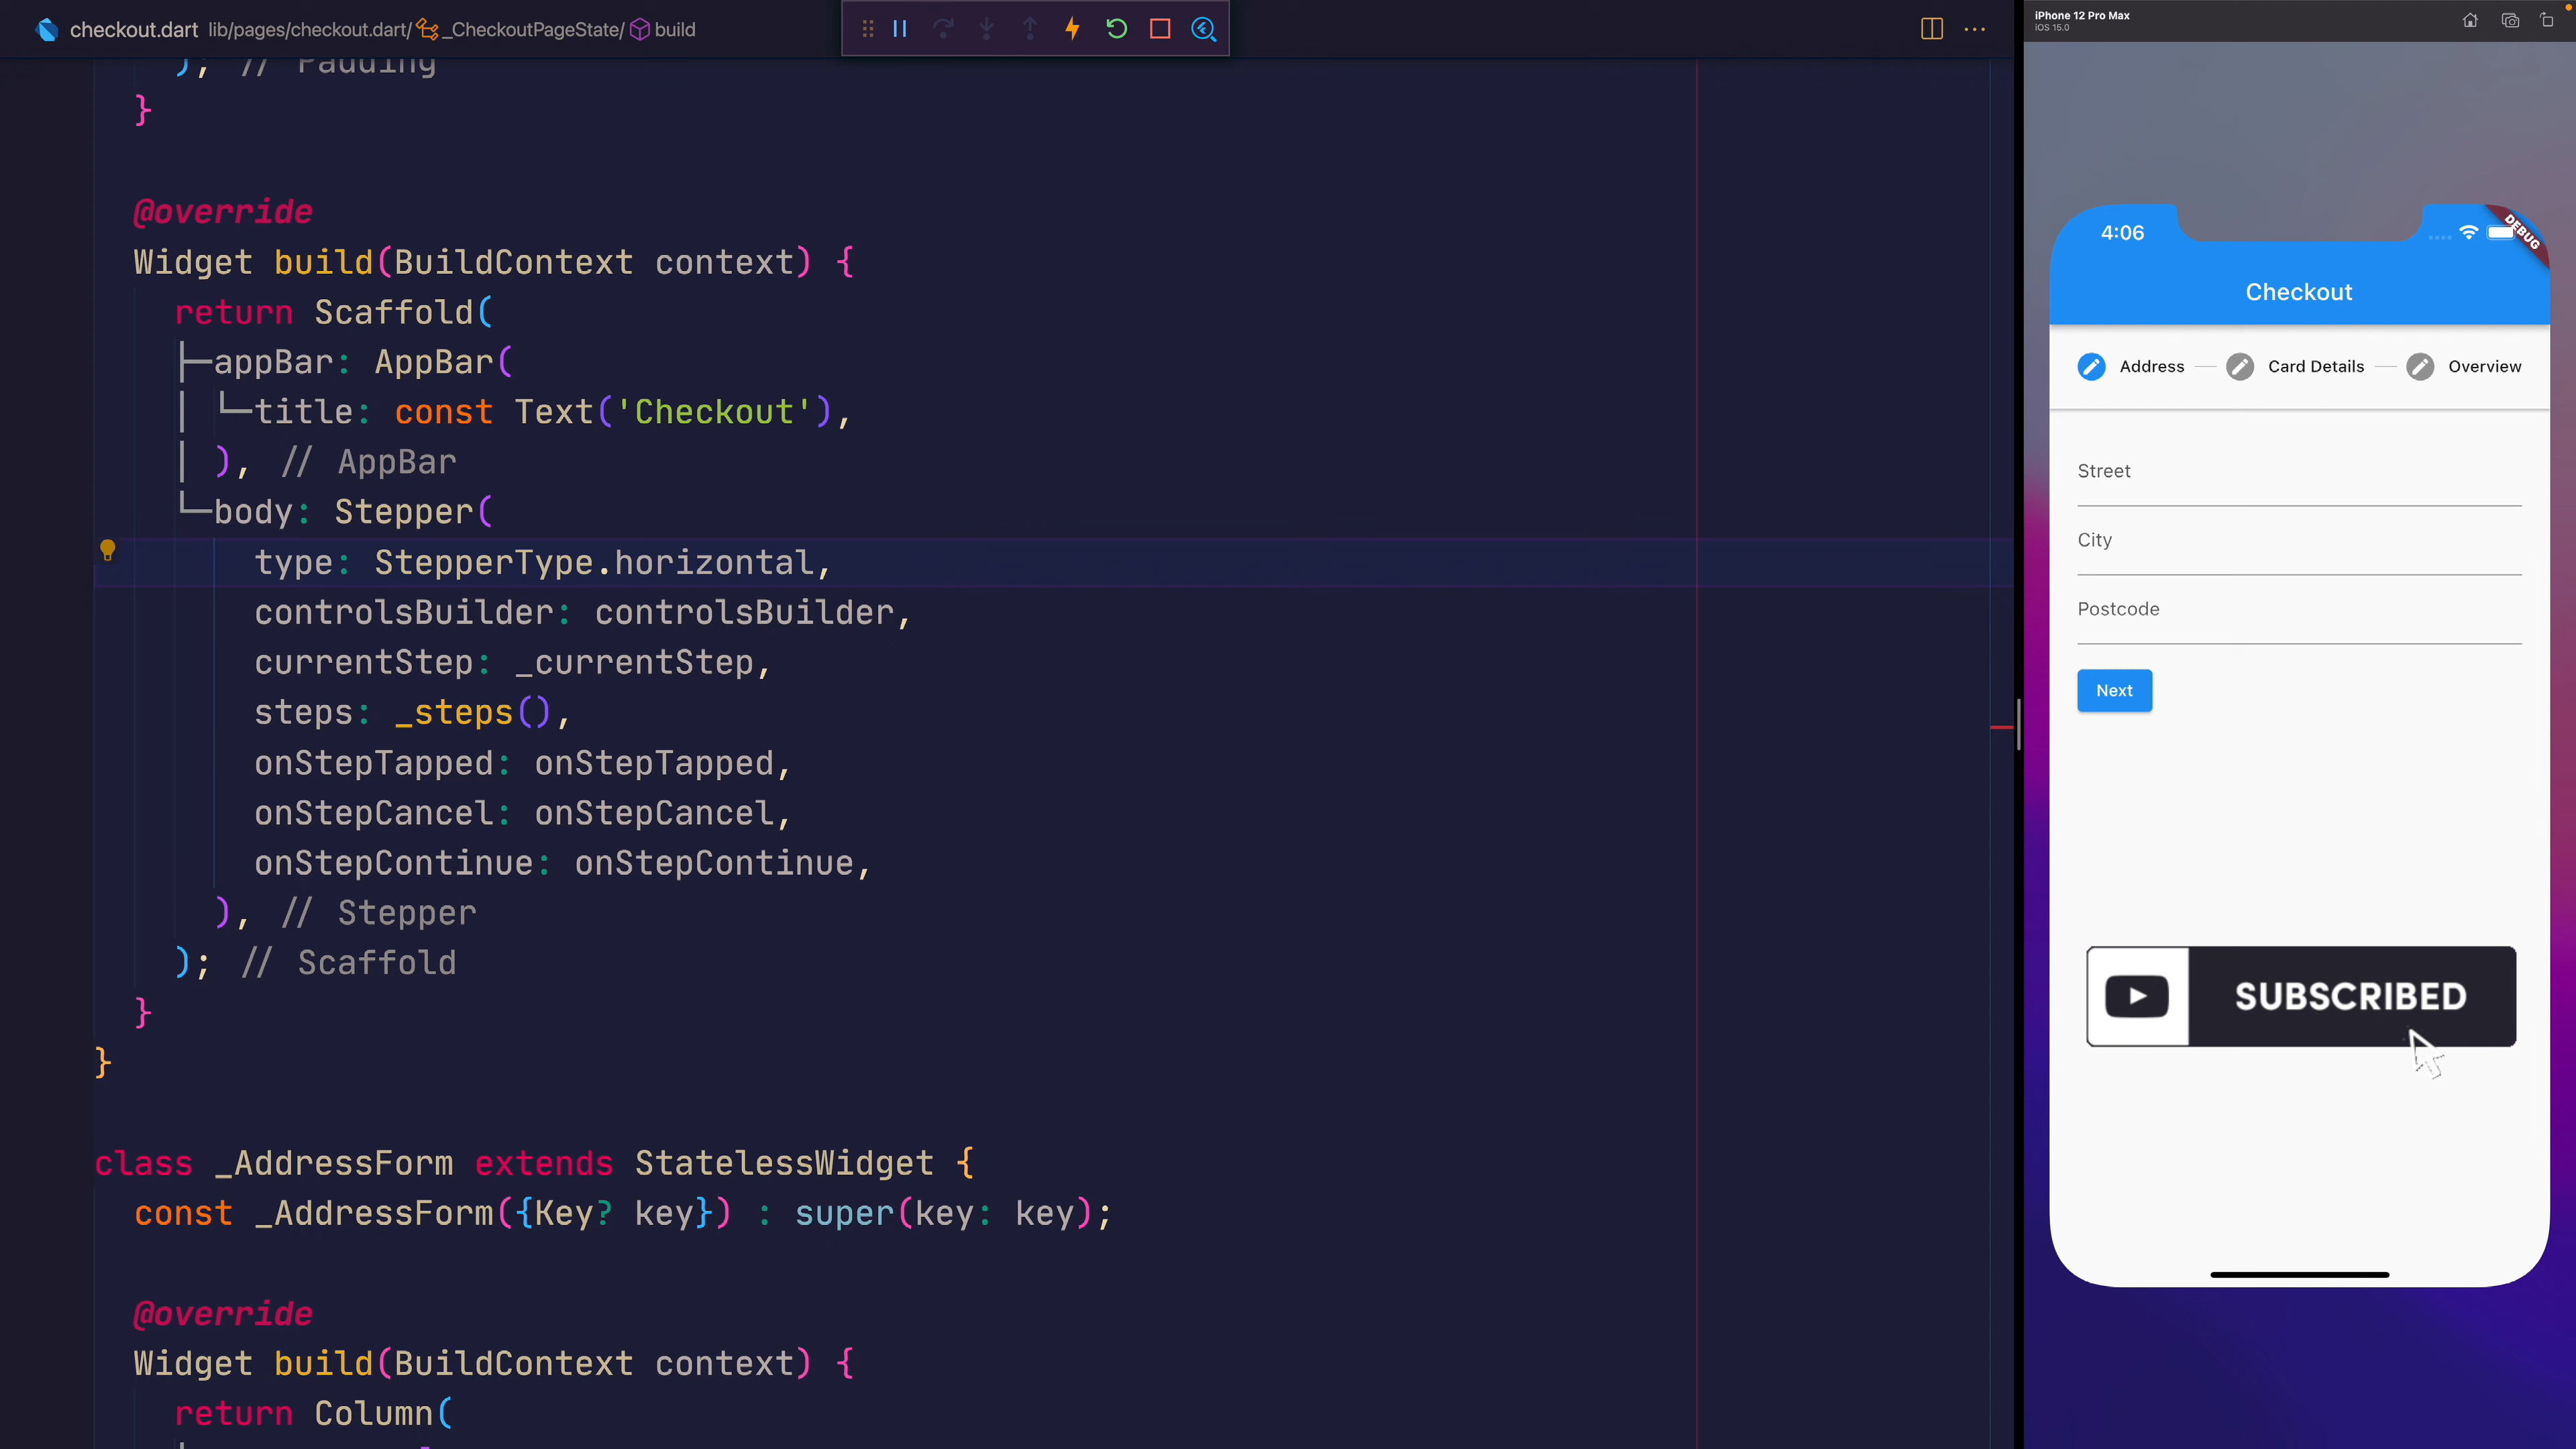 checkout.dart lib/pages/checkout.dart/ _CheckoutPageState/ build
); // Padding
}
@override
Widget build(BuildContext context) {
return Scaffold(
appBar: AppBar(
title: const Text('Checkout'),
), // AppBar
body: Stepper(
type: StepperType.horizontal,
controlsBuilder: controlsBuilder,
currentStep: _currentStep,
steps: _steps(),
onStepTapped: onStepTapped,
onStepCancel: onStepCancel,
onStepContinue: onStepContinue,
), // Stepper
); // Scaffold
}
}
class _AddressForm extends StatelessWidget {
const _AddressForm({Key? key}) : super(key: key);
@override
Widget build(BuildContext context) {
return Column(
iPhone 12 Pro Max
iOS 15.0
4:06
DEBUG
Checkout
Address
Card Details
Overview
Street
City
Postcode
Next
SUBSCRIBED